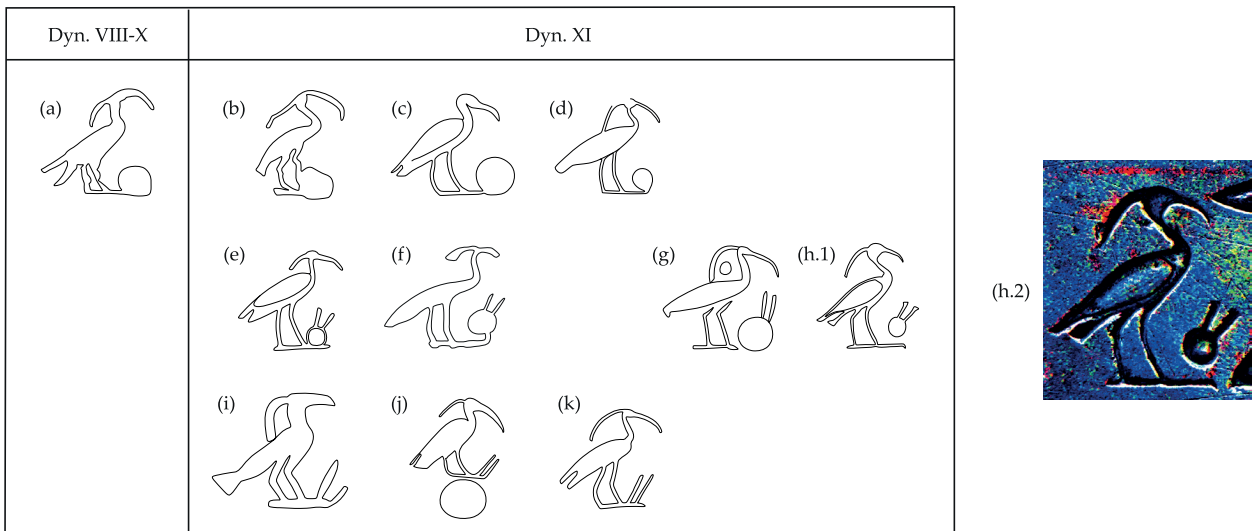 Dyn. VIII-X Dyn. XI
(a) (b) (c) (d)
(e) (f) (g) (h.1) (h.2)
(i) (j) (k)